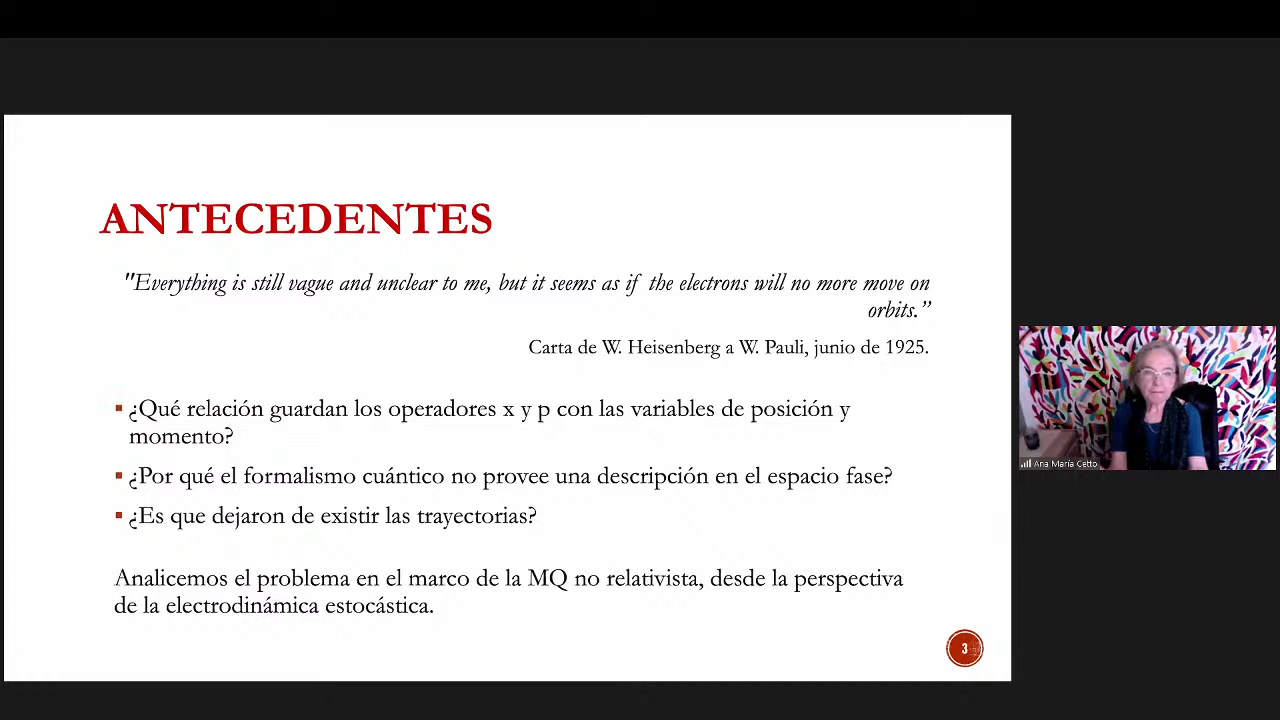 ANTECEDENTES
"Everything is still vague and unclear to me, but it seems as if the electrons will no more move on
orbits.”
Carta de W. Heisenberg a W. Pauli, junio de 1925.
▪ ¿Qué relación guardan los operadores x y p con las variables de posición y
momento?
▪ ¿Por qué el formalismo cuántico no provee una descripción en el espacio fase?
▪ ¿Es que dejaron de existir las trayectorias?
Analicemos el problema en el marco de la MQ no relativista, desde la perspectiva
de la electrodinámica estocástica.
3
Ana María Cetto